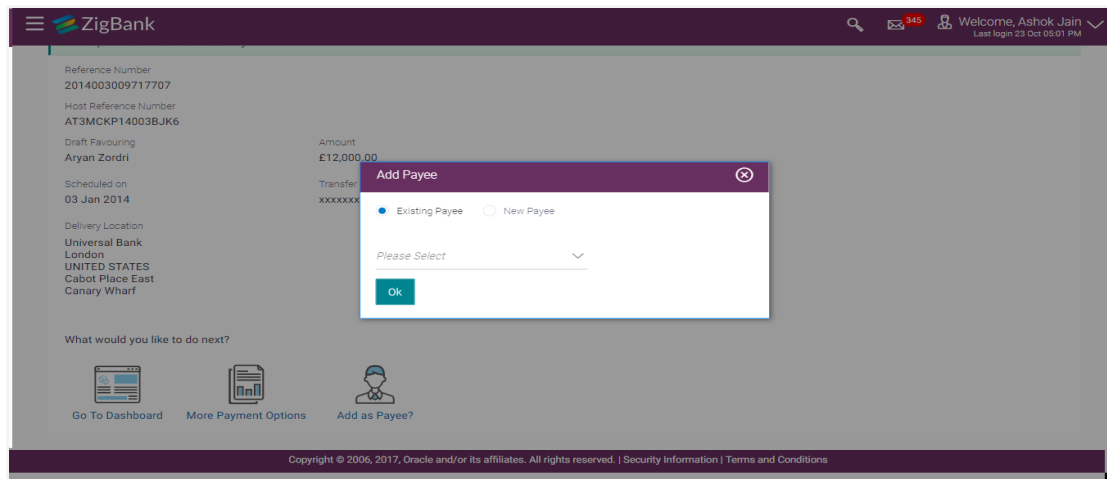 ZigBank
345
Welcome, Ashok Jain
Last login 23 Oct 05:01 PM
Reference Number
2014003009717707
Host Reference Number
AT3MCKP14003BJK6
Draft Favouring
Amount
Aryan Zordri
£12,000.00
Scheduled on
Transfer
03 Jan 2014
xxxxxxx
Delivery Location
Universal Bank
London
UNITED STATES
Cabot Place East
Canary Wharf
Add Payee
Existing Payee
New Payee
Please Select
Ok
What would you like to do next?
Go To Dashboard
More Payment Options
Add as Payee?
Copyright © 2006, 2017, Oracle and/or its affiliates. All rights reserved. | Security Information | Terms and Conditions